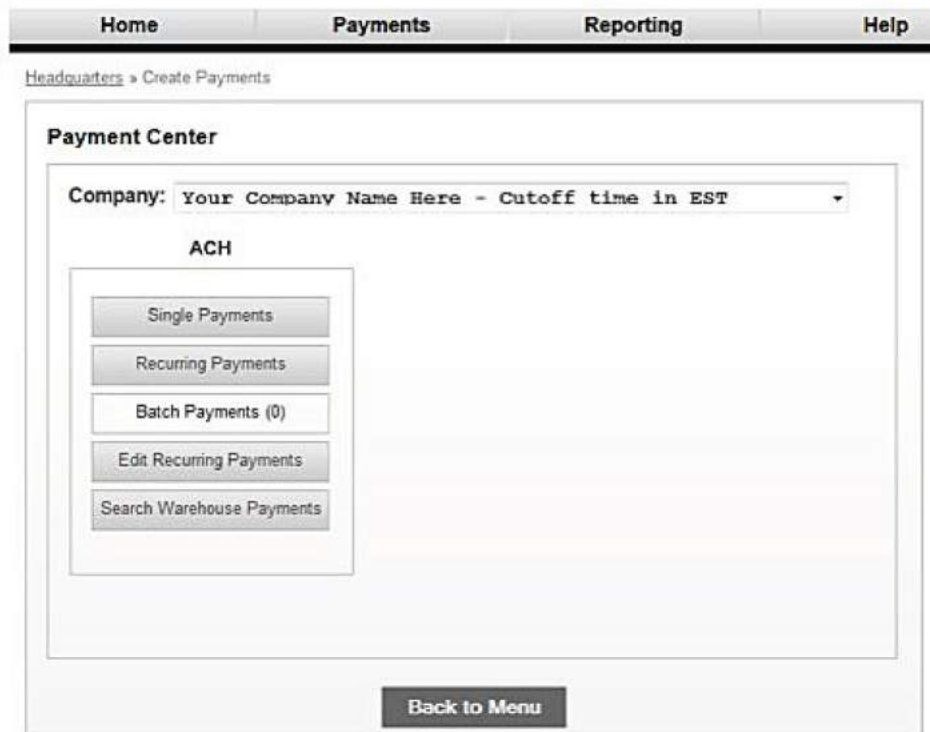 Home Payments Reporting Help
Headquarters » Create Payments
Payment Center
Company: Your Company Name Here - Cutoff time in EST
ACH
Single Payments
Recurring Payments
Batch Payments (0)
Edit Recurring Payments
Search Warehouse Payments
Back to Menu